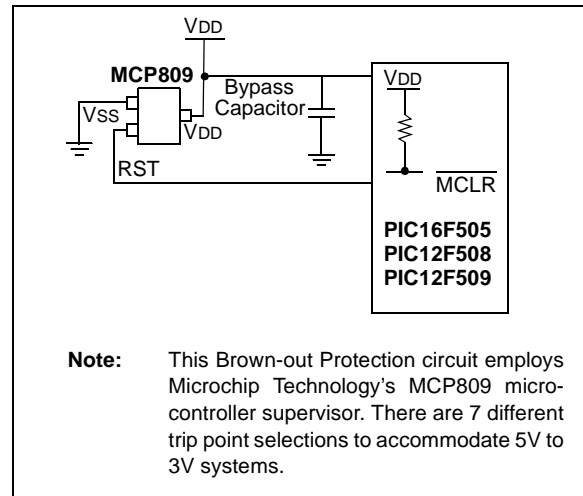 VDD
MCP809
Bypass
Capacitor
VDD
VSS
VDD
RST
MCLR
PIC16F505
PIC12F508
PIC12F509
Note: This Brown-out Protection circuit employs
Microchip Technology's MCP809 micro-
controller supervisor. There are 7 different
trip point selections to accommodate 5V to
3V systems.